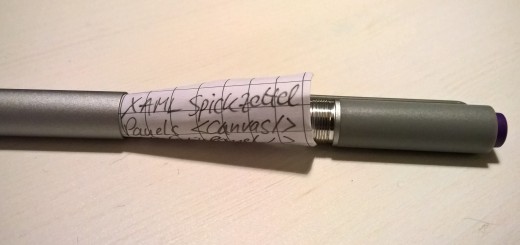 XAML Spickzettel
Panels <Canvas/>